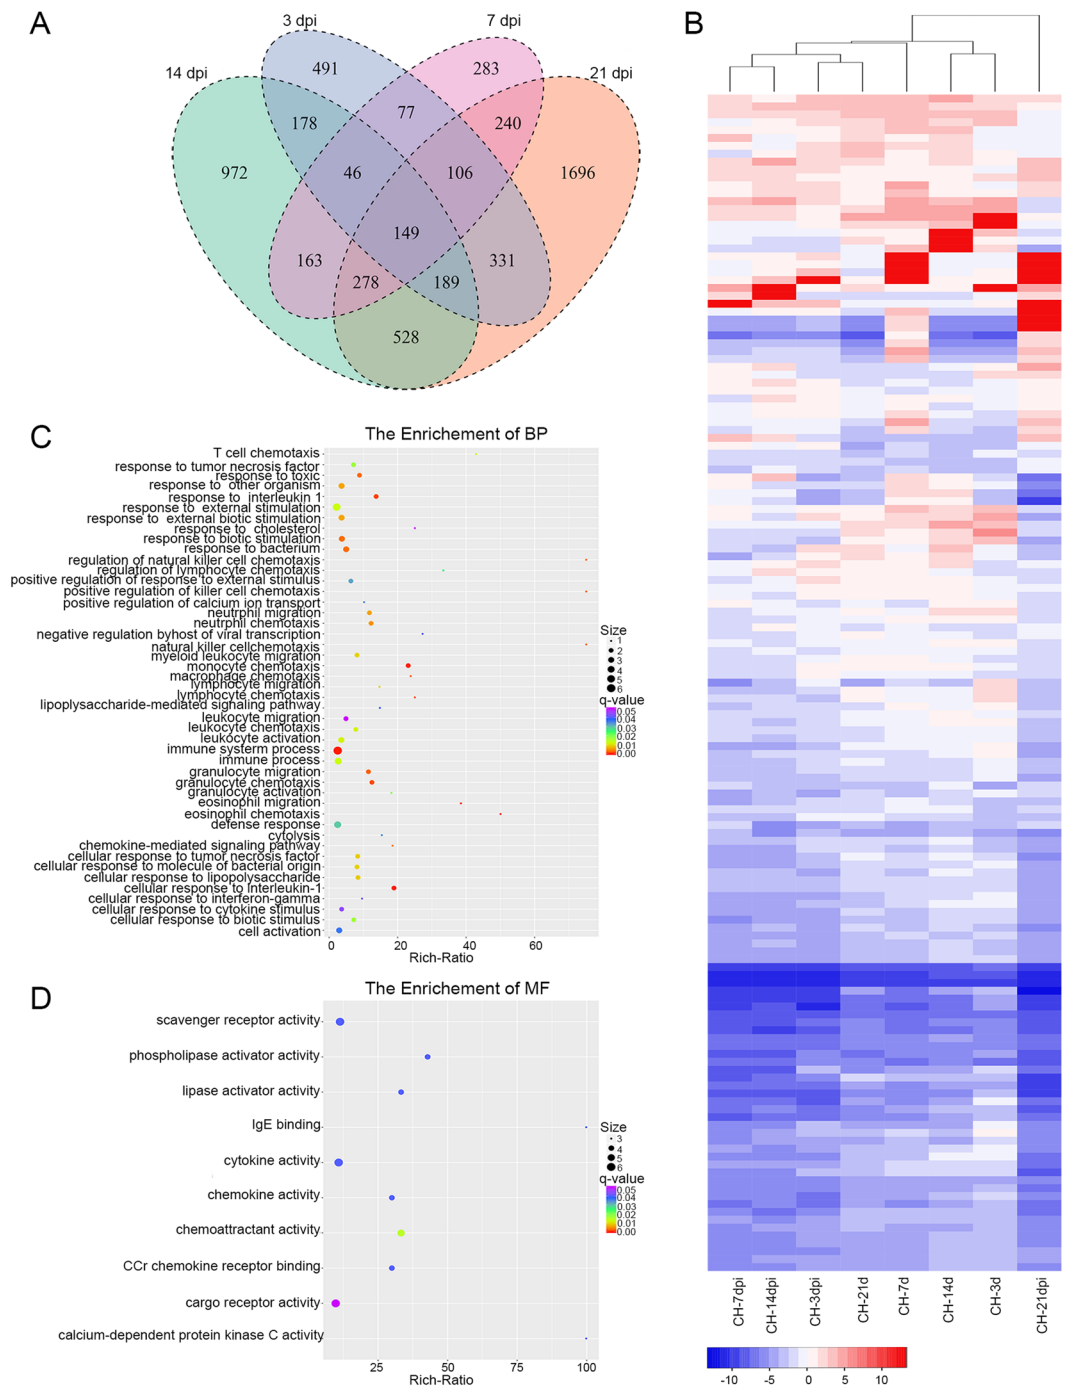 A
B
3 dpi
7 dpi
14 dpi
21 dpi
491
283
178
77
240
972
46
106
1696
149
163
331
278
189
528
C
The Enrichement of BP
T cell chemotaxis
response to tumor necrosis factor
response to toxic
response to other organism
response to interleukin 1
response to external stimulation
response to external biotic stimulation
response to cholesterol
response to biotic stimulation
response to bacterium
regulation of natural killer cell chemotaxis
regulation of lymphocyte chemotaxis
positive regulation of response to external stimulus
positive regulation of killer cell chemotaxis
positive regulation of calcium ion transport
neutrphil migration
neutrphil chemotaxis
negative regulation byhost of viral transcription
natural killer cellchemotaxis
myeloid leukocyte migration
monocyte chemotaxis
macrophage chemotaxis
lymphocyte migration
lymphocyte chemotaxis
lipoplysaccharide-mediated signaling pathway
leukocyte migration
leukocyte chemotaxis
leukocyte activation
immune systerm process
immune process
granulocyte migration
granulocyte chemotaxis
granulocyte activation
eosinophil migration
eosinophil chemotaxis
defense response
cytolysis
chemokine-mediated signaling pathway
cellular response to tumor necrosis factor
cellular response to molecule of bacterial origin
cellular response to lipopolysaccharide
cellular response to interleukin-1
cellular response to interferon-gamma
cellular response to cytokine stimulus
cellular response to biotic stimulus
cell activation
0 20 40 60
Rich-Ratio
Size
1
2
3
4
5
6
q-value
0.05
0.04
0.03
0.02
0.01
0.00
D
The Enrichement of MF
scavenger receptor activity
phospholipase activator activity
lipase activator activity
IgE binding
cytokine activity
chemokine activity
chemoattractant activity
CCr chemokine receptor binding
cargo receptor activity
calcium-dependent protein kinase C activity
25 50 75 100
Rich-Ratio
Size
3
4
5
6
q-value
0.05
0.04
0.03
0.02
0.01
0.00
CH-7dpi
CH-14dpi
CH-3dpi
CH-21d
CH-7d
CH-14d
CH-3d
CH-21dpi
-10 -5 0 5 10